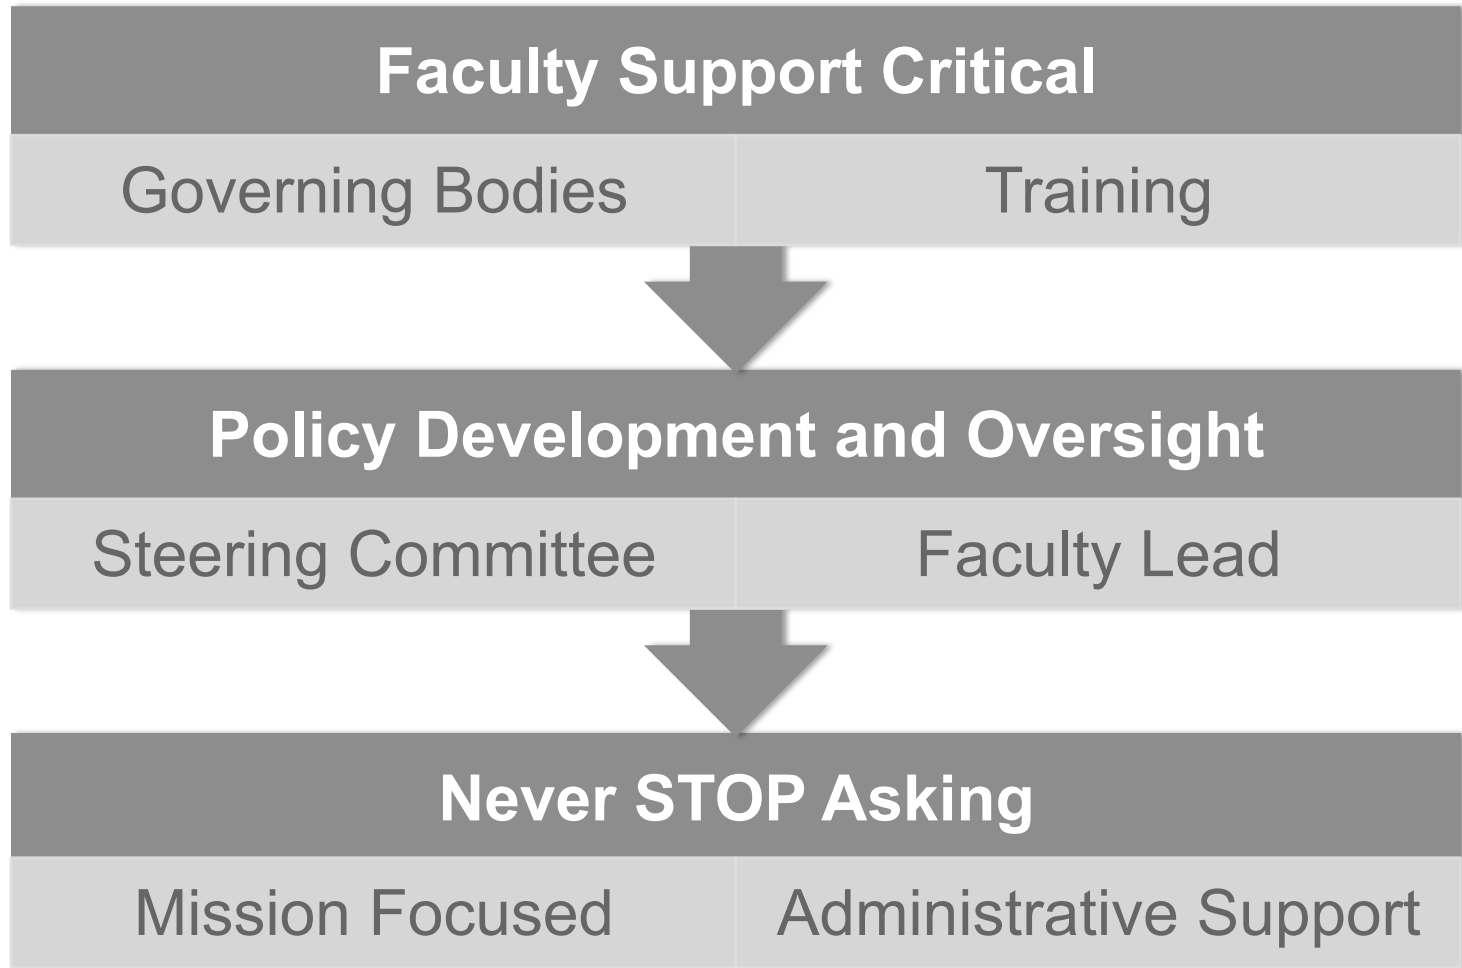 Faculty Support Critical
Governing Bodies
Training
Policy Development and Oversight
Steering Committee
Faculty Lead
Never STOP Asking
Mission Focused
Administrative Support